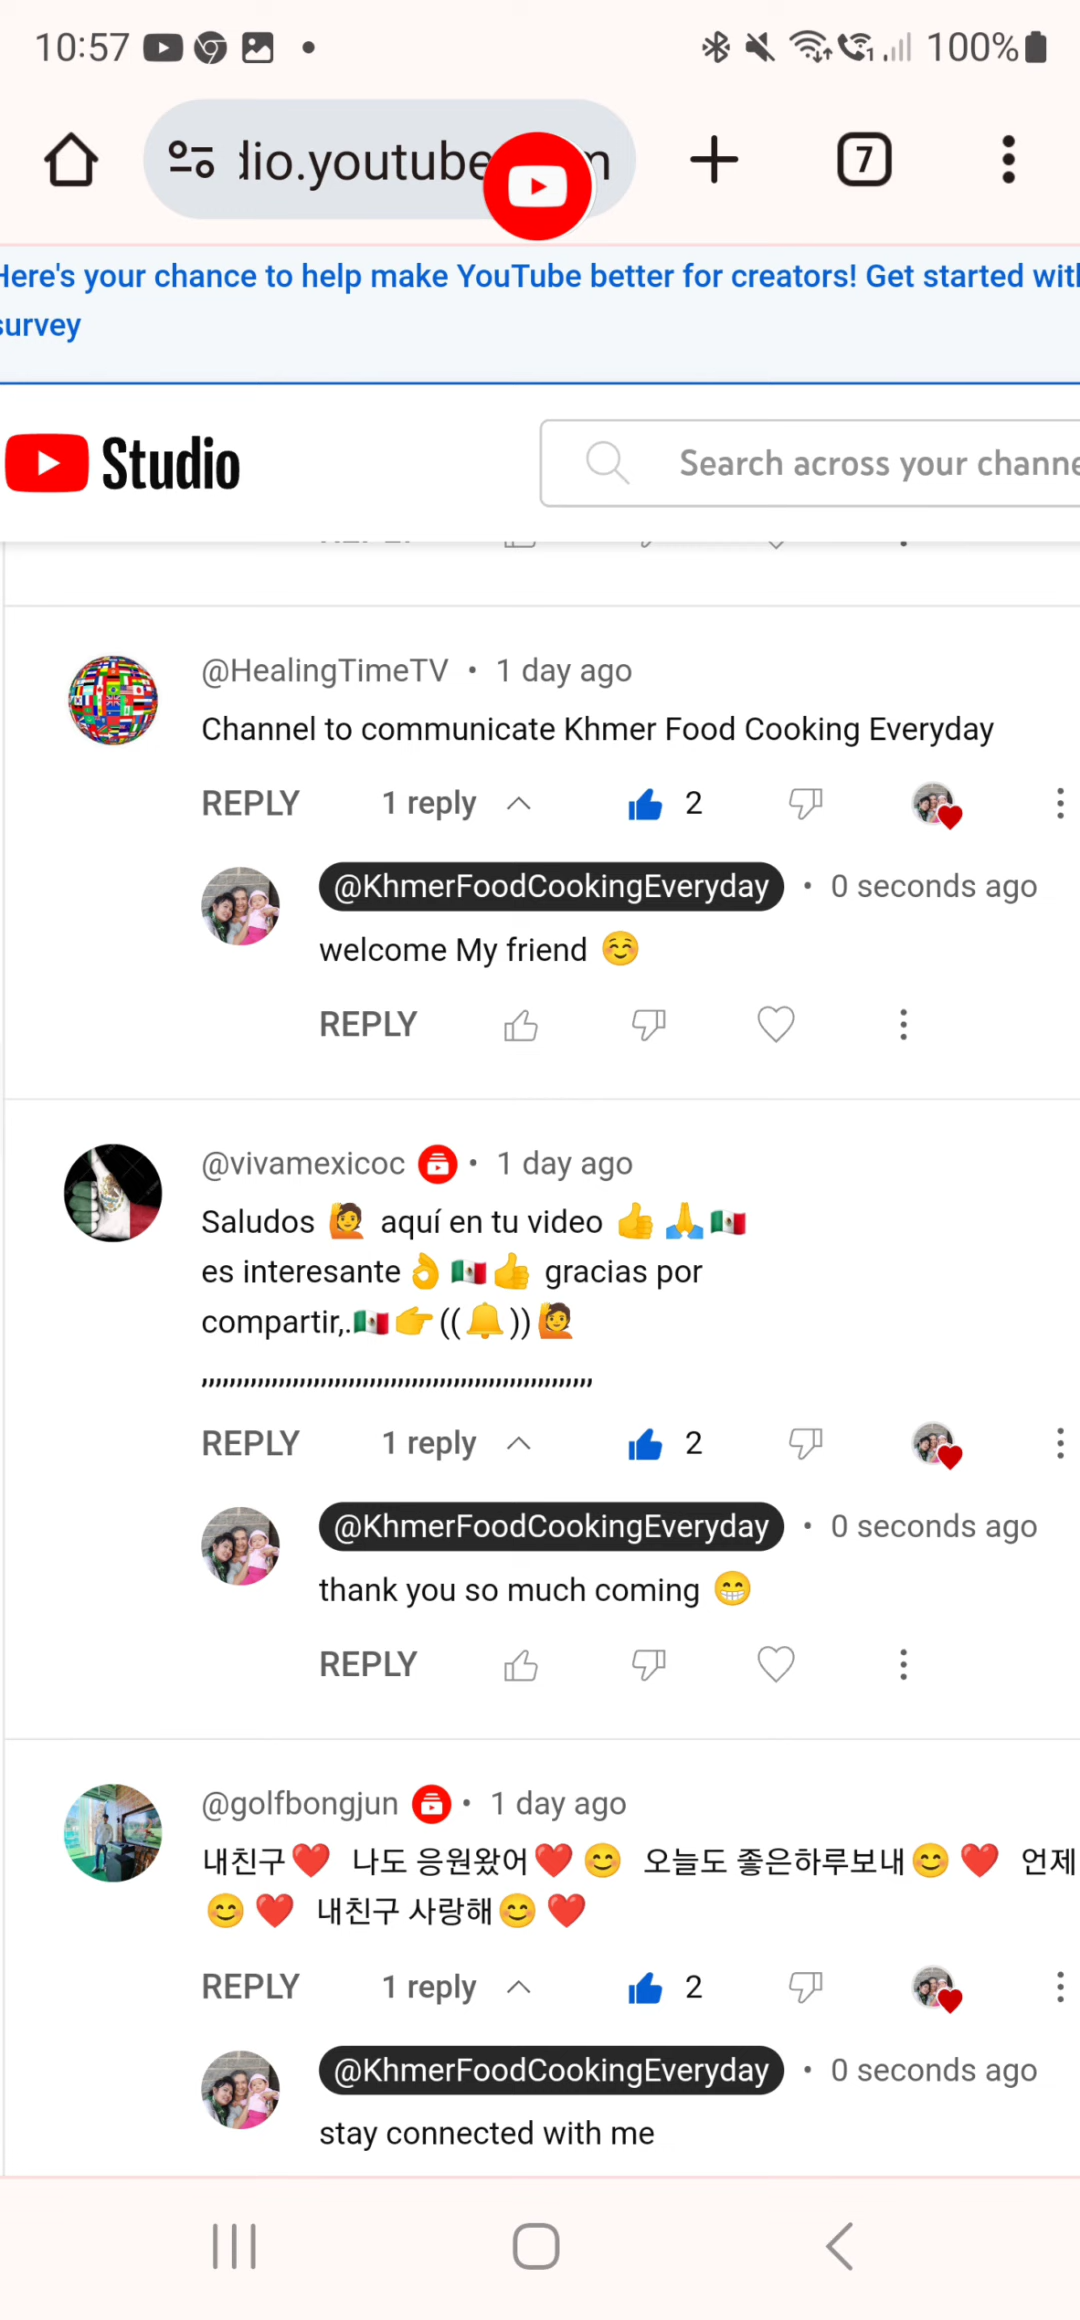 10:57 100%
dio.youtube 7
Here's your chance to help make YouTube better for creators! Get started with
survey
Studio Search across your channe
REPLY
@HealingTimeTV • 1 day ago
Channel to communicate Khmer Food Cooking Everyday
REPLY 1 reply 2
@KhmerFoodCookingEveryday • 0 seconds ago
welcome My friend ☺️
REPLY
@vivamexicoc • 1 day ago
Saludos 🙋 aquí en tu video 👍🙏🇲🇽
es interesante👌🇲🇽👍 gracias por
compartir,.🇲🇽👉((🔔))🙋
,,,,,,,,,,,,,,,,,,,,,,,,,,,,,,,,,,,,,,,,,,,,,,,,,,,,,,,,
REPLY 1 reply 2
@KhmerFoodCookingEveryday • 0 seconds ago
thank you so much coming 😁
REPLY
@golfbongjun • 1 day ago
내친구❤️ 나도 응원왔어❤️😊 오늘도 좋은하루보내😊❤️ 언제
😊❤️ 내친구 사랑해😊❤️
REPLY 1 reply 2
@KhmerFoodCookingEveryday • 0 seconds ago
stay connected with me